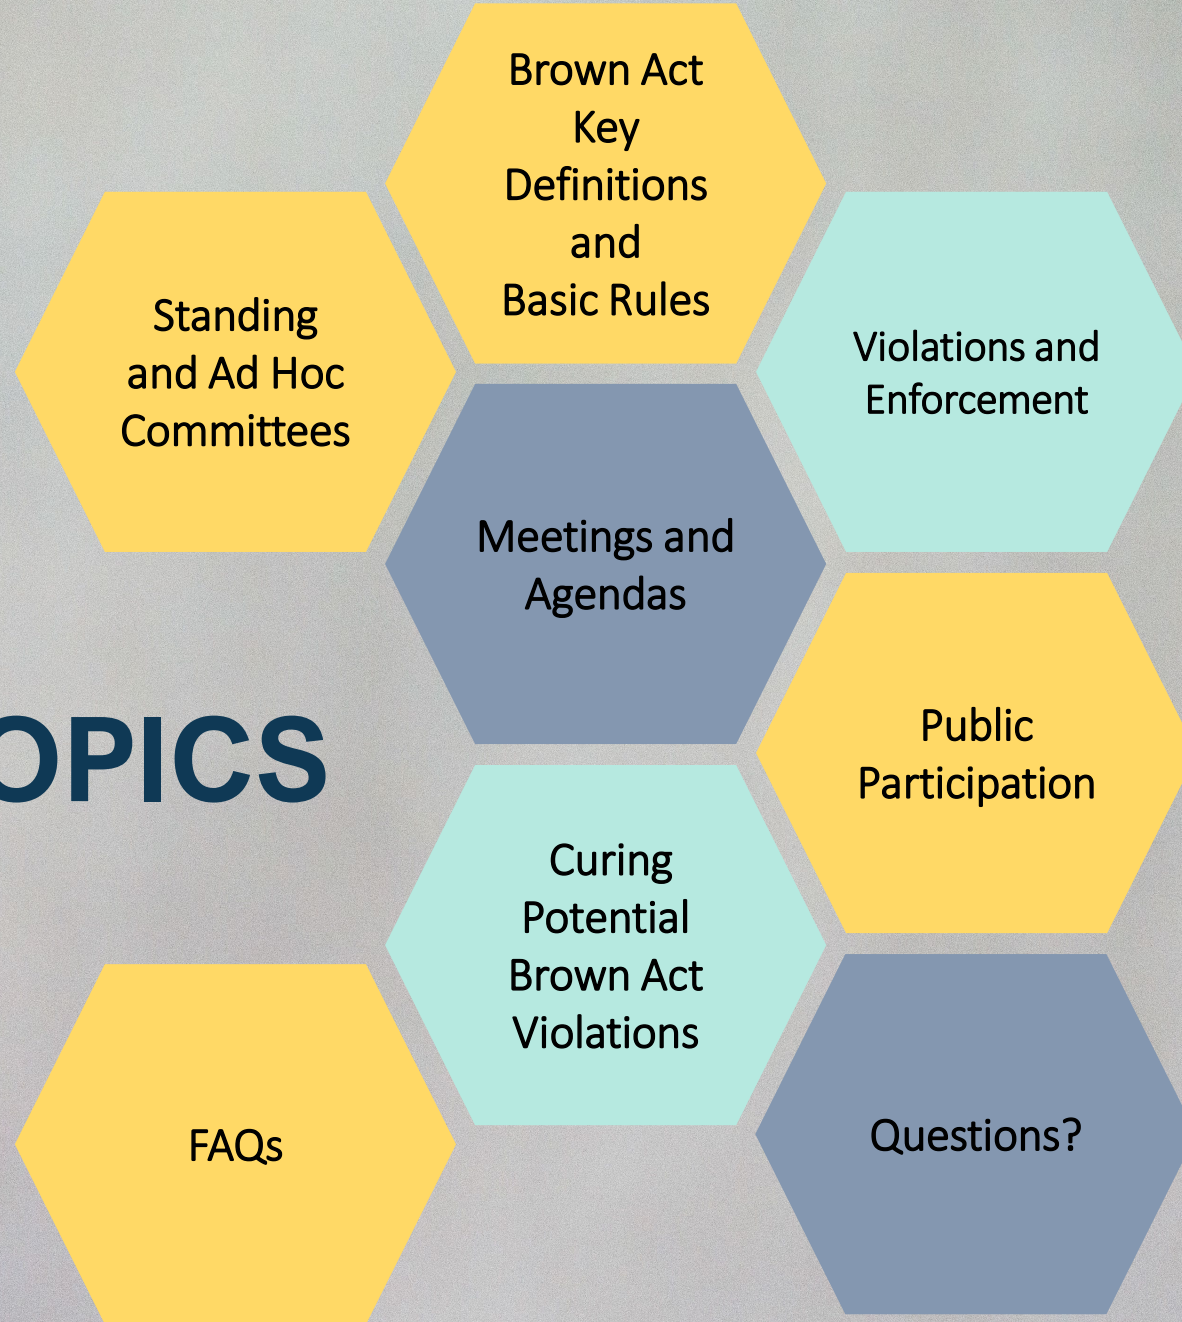 Brown Act
Key
Definitions
and
Basic Rules
Standing
and Ad Hoc
Committees
Violations and
Enforcement
Meetings and
Agendas
OPICS
Public
Participation
Curing
Potential
Brown Act
Violations
FAQs
Questions?